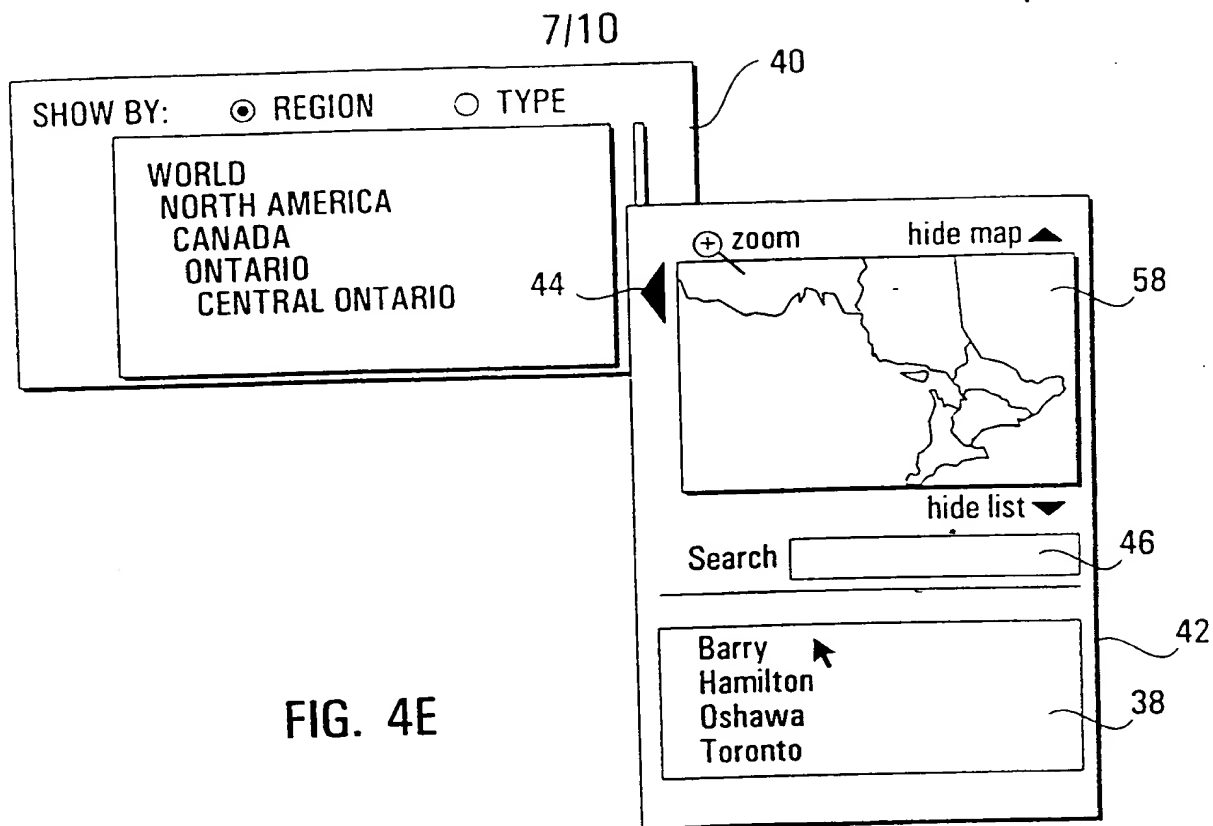 7/10
40
SHOW BY: REGION TYPE
WORLD
NORTH AMERICA
CANADA
ONTARIO
CENTRAL ONTARIO
44
zoom hide map
58
hide list
Search
46
42
Barry
Hamilton
Oshawa
Toronto
38
FIG. 4E